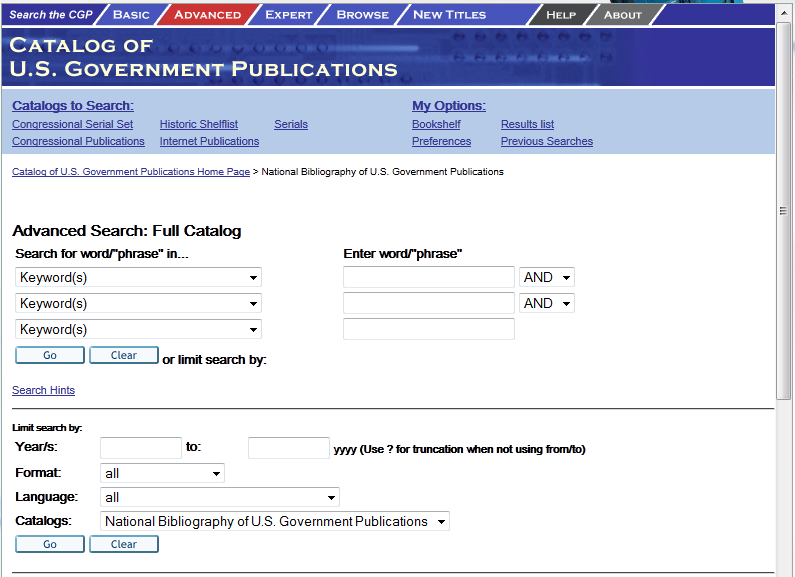 Search the CGP BASIC ADVANCED EXPERT BROWSE NEW TITLES HELP ABOUT
CATALOG OF
U.S. GOVERNMENT PUBLICATIONS
Catalogs to Search: My Options:
Congressional Serial Set Historic Shelflist Serials Bookshelf Results list
Congressional Publications Internet Publications Preferences Previous Searches
Catalog of U.S. Government Publications Home Page > National Bibliography of U.S. Government Publications
Advanced Search: Full Catalog
Search for word/"phrase" in... Enter word/"phrase"
Keyword(s) AND
Keyword(s) AND
Keyword(s)
Go Clear or limit search by:
Search Hints
Limit search by:
Year/s: to: yyyy (Use ? for truncation when not using from/to)
Format: all
Language: all
Catalogs: National Bibliography of U.S. Government Publications
Go Clear